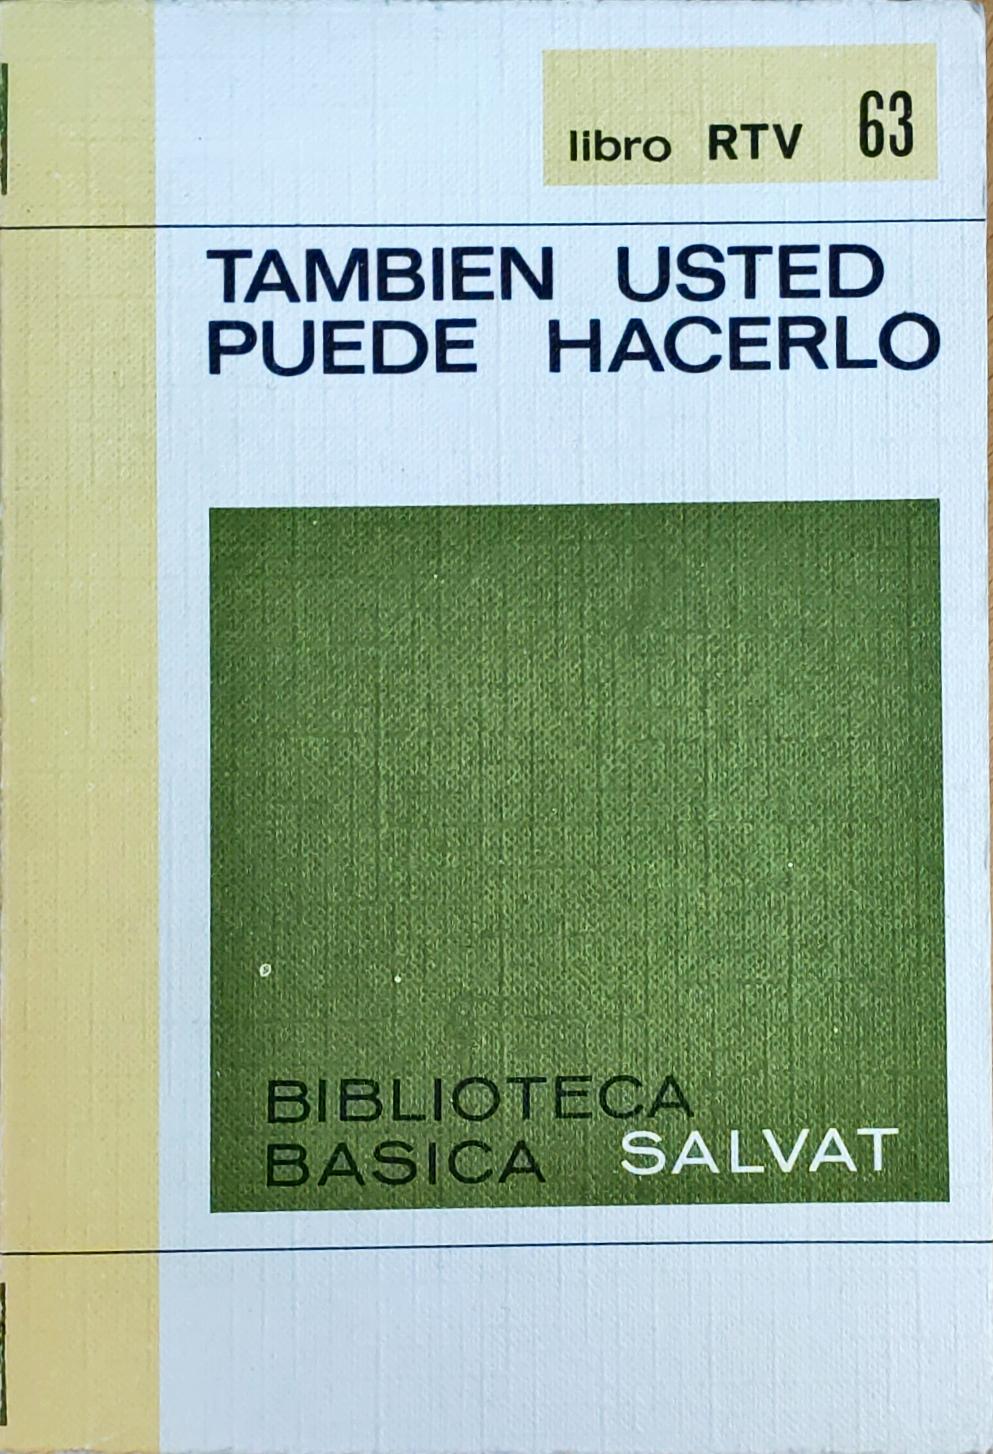 libro RTV 63
TAMBIEN USTED
PUEDE HACERLO
BIBLIOTECA
BASICA SALVAT